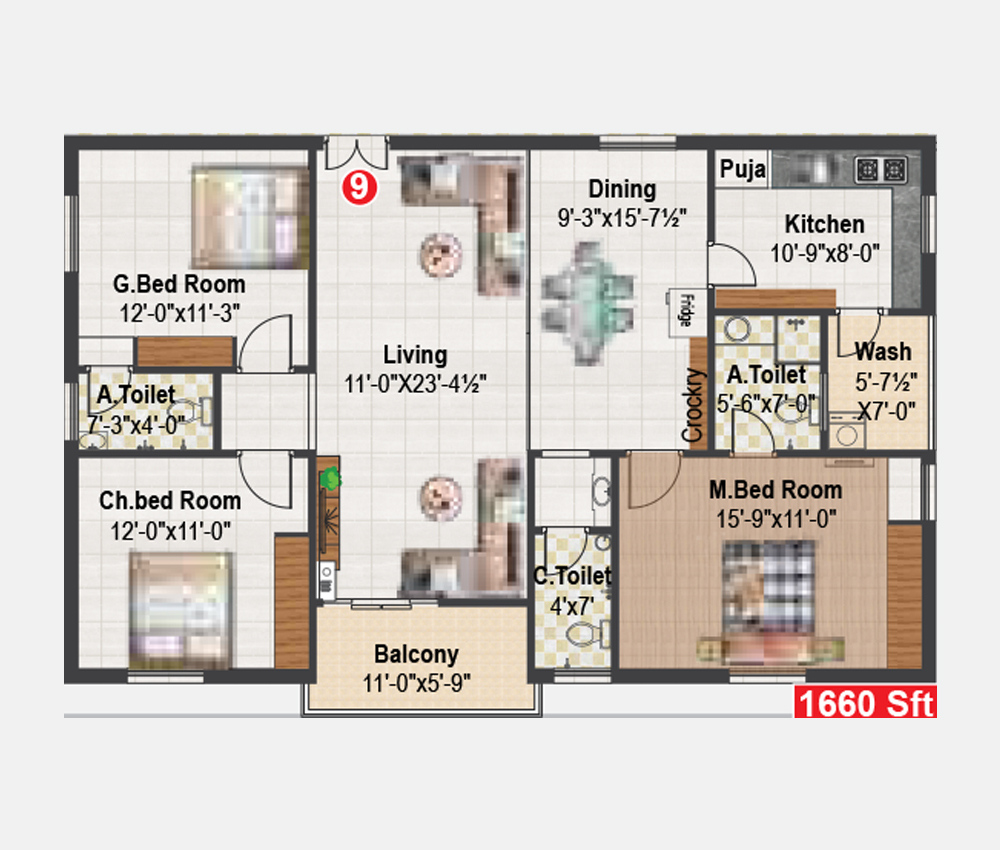 9
G.Bed Room
12'-0"x11'-3"
A.Toilet
7'-3"x4'-0"
Ch.bed Room
12'-0"x11'-0"
Living
11'-0"X23'-4½"
Balcony
11'-0"x5'-9"
Dining
9'-3"x15'-7½"
Fridge
Crockry
Puja
Kitchen
10'-9"x8'-0"
A.Toilet
5'-6"x7'-0"
Wash
5'-7½"
X7'-0"
C.Toilet
4'x7'
M.Bed Room
15'-9"x11'-0"
1660 Sft